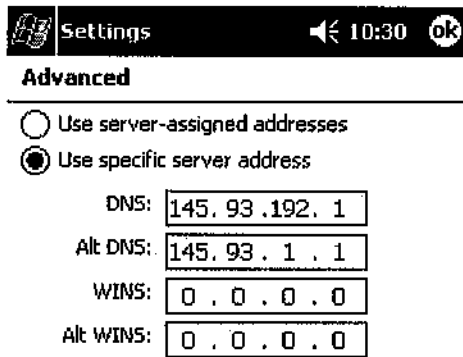 Settings 10:30 ok
Advanced
Use server-assigned addresses
Use specific server address
DNS: 145. 93 .192. 1
Alt DNS: 145. 93 . 1 . 1
WINS: 0 . 0 . 0 . 0
Alt WINS: 0 . 0 . 0 . 0